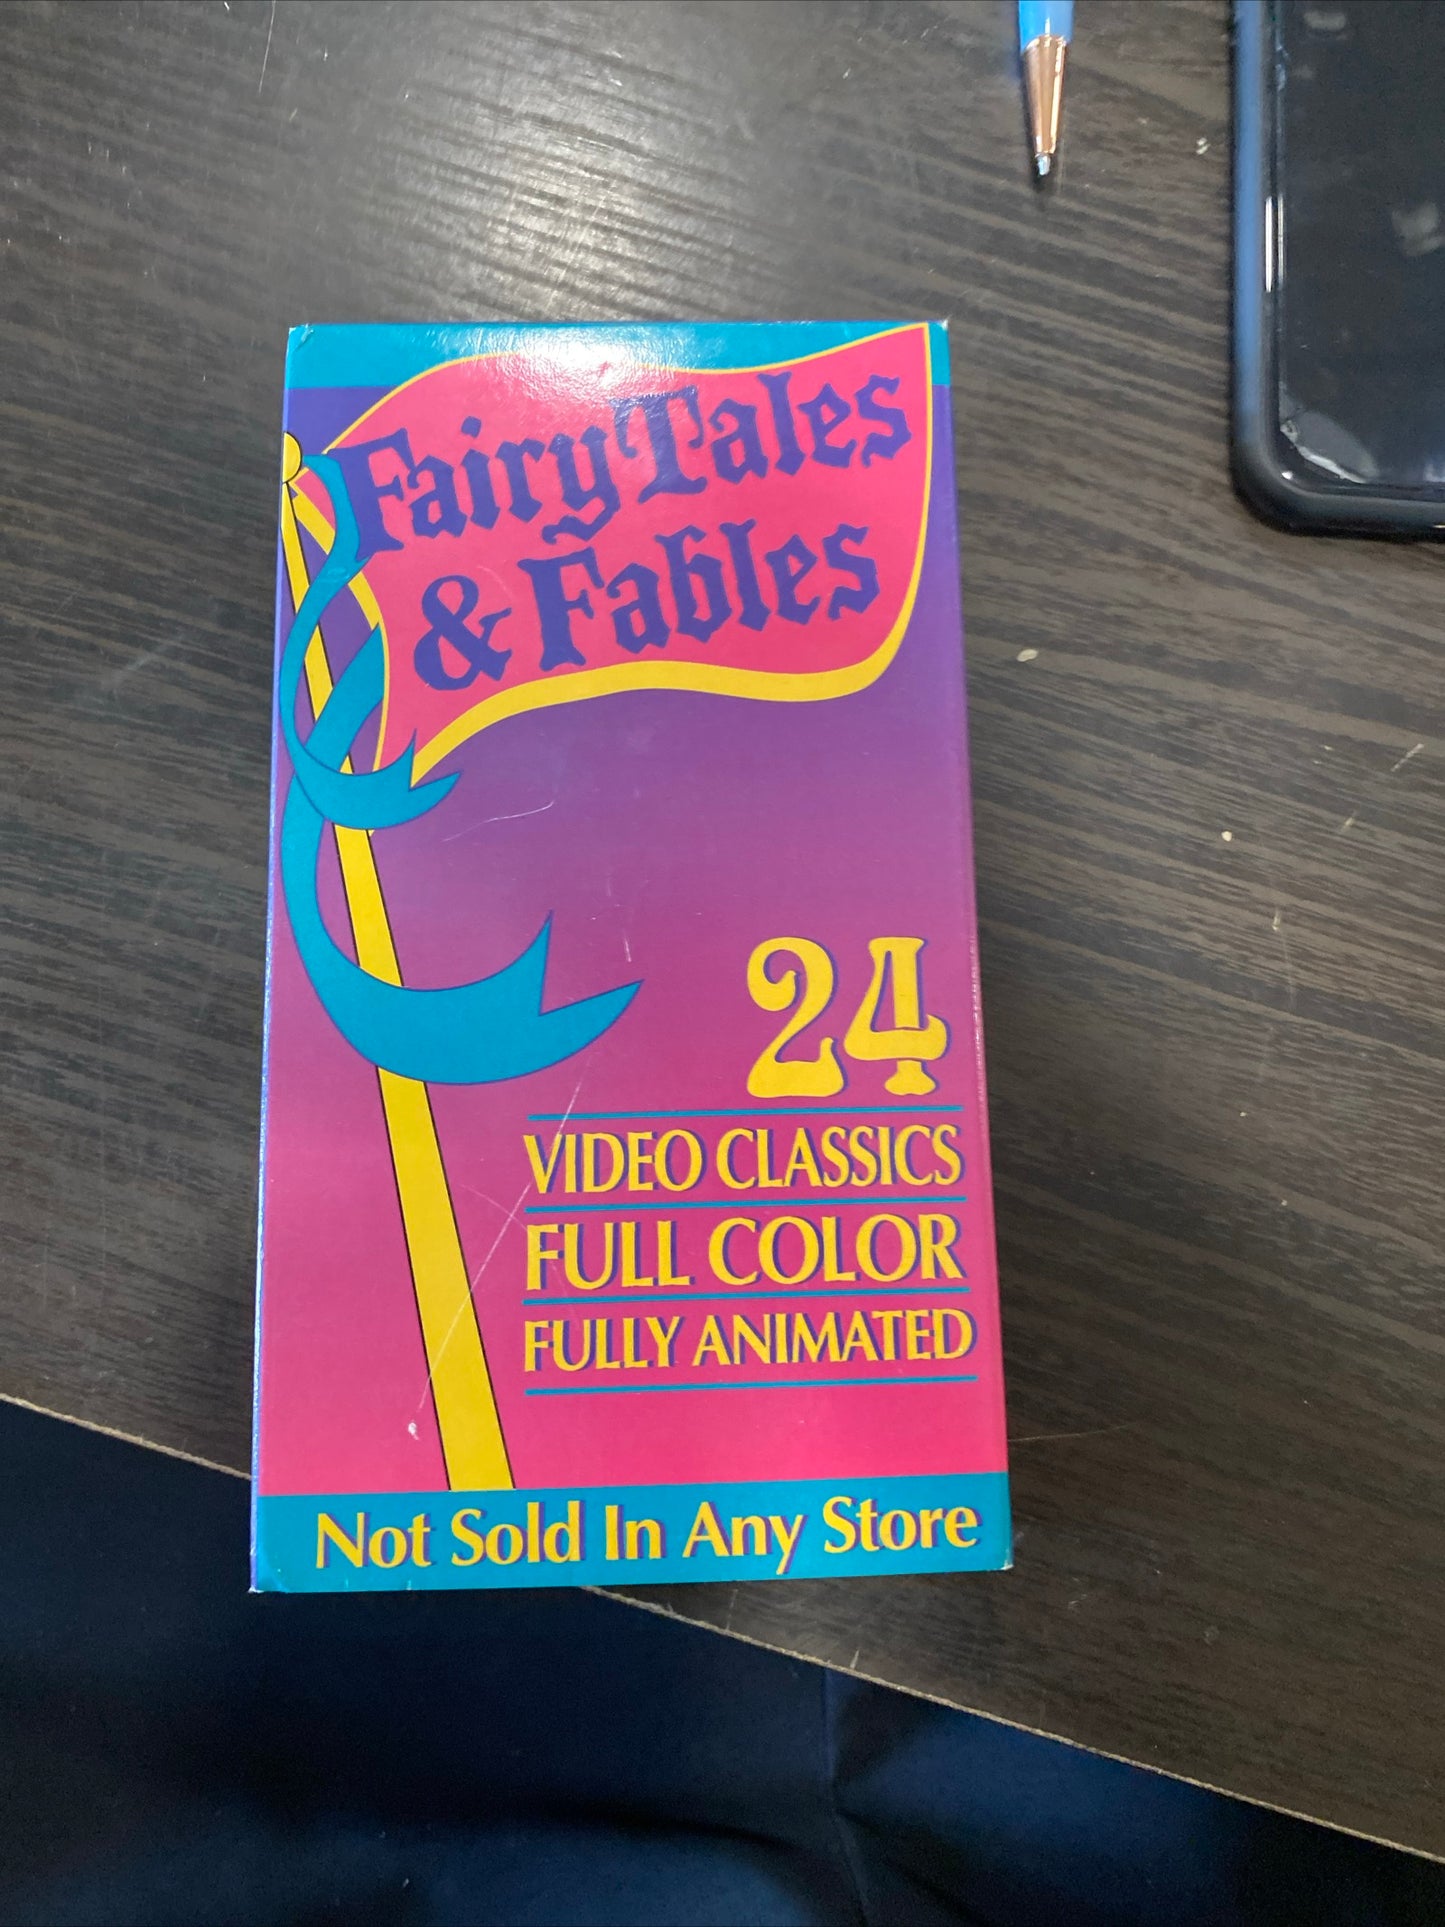 Fairy Tales
& Fables
24
VIDEO CLASSICS
FULL COLOR
FULLY ANIMATED
Not Sold In Any Store